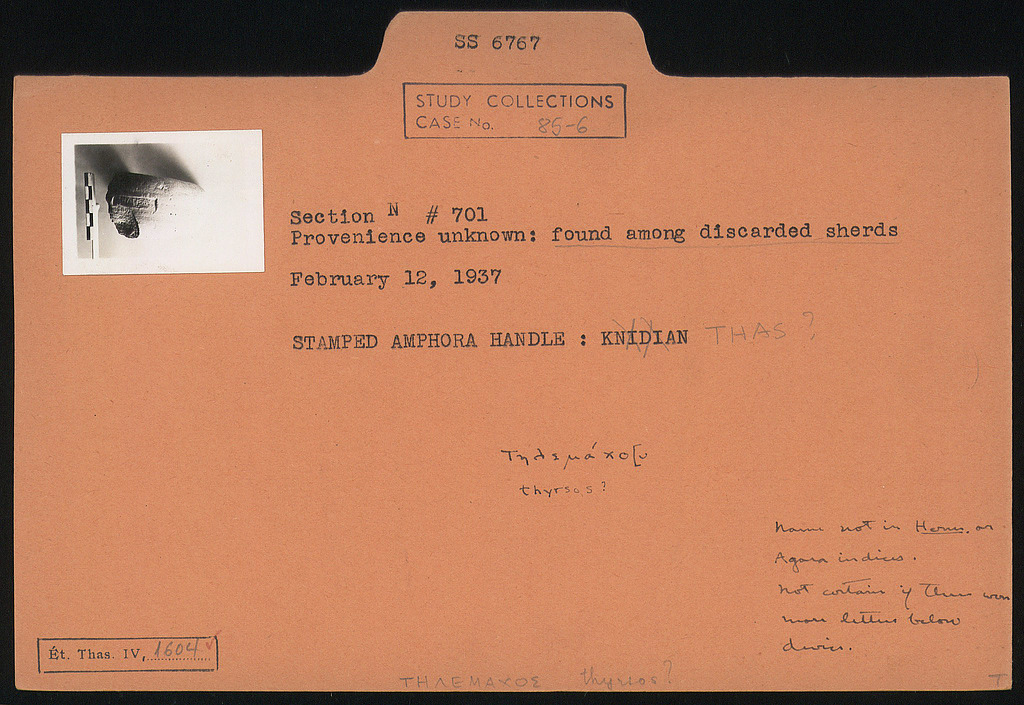 SS 6767
STUDY COLLECTIONS
CASE No. 85-6
Section N # 701
Provenience unknown: found among discarded sherds
February 12, 1937
STAMPED AMPHORA HANDLE : KNIDIAN THAS ?
Τηλεμάχο[υ
thyrsos?
Name not in Herm. or
Agora indices.
Not certain if there were
more letters below
device.
Ét. Thas. IV, 1604
ΤΗΛΕΜΑΧΟΣ thyrsos?
T